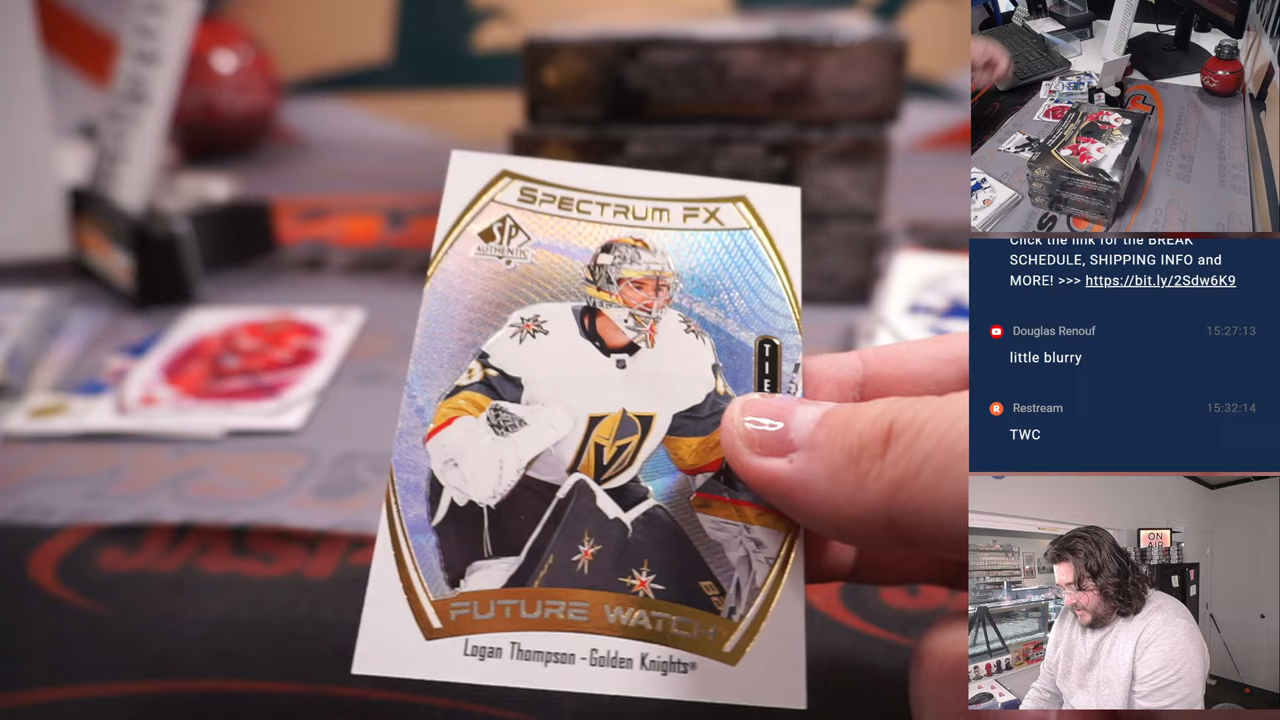 SPECTRUM FX
SP
AUTHENTIC
TIE
FUTURE WATCH
Logan Thompson - Golden Knights®
Click the link for the BREAK
SCHEDULE, SHIPPING INFO and
MORE! >>> https://bit.ly/2Sdw6K9
Douglas Renouf 15:27:13
little blurry
Restream 15:32:14
TWC
ON
AIR